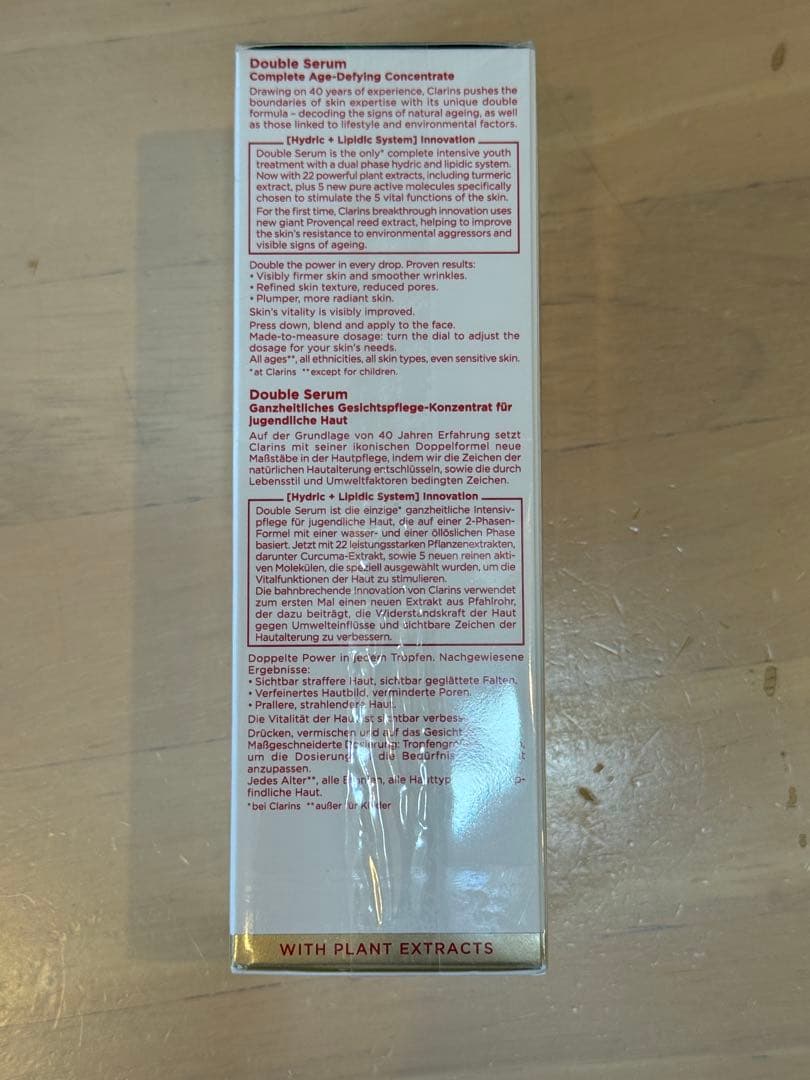 Double Serum
Complete Age-Defying Concentrate
Drawing on 40 years of experience, Clarins pushes the
boundaries of skin expertise with its unique double
formula – decoding the signs of natural ageing, as well
as those linked to lifestyle and environmental factors.
[Hydric + Lipidic System] Innovation
Double Serum is the only* complete intensive youth
treatment with a dual phase hydric and lipidic system.
Now with 22 powerful plant extracts, including turmeric
extract, plus 5 new pure active molecules specifically
chosen to stimulate the 5 vital functions of the skin.
For the first time, Clarins breakthrough innovation uses
new giant Provençal reed extract, helping to improve
the skin's resistance to environmental aggressors and
visible signs of ageing.
Double the power in every drop. Proven results:
• Visibly firmer skin and smoother wrinkles.
• Refined skin texture, reduced pores.
• Plumper, more radiant skin.
Skin's vitality is visibly improved.
Press down, blend and apply to the face.
Made-to-measure dosage: turn the dial to adjust the
dosage for your skin's needs.
All ages**, all ethnicities, all skin types, even sensitive skin.
*at Clarins **except for children.
Double Serum
Ganzheitliches Gesichtspflege-Konzentrat für
jugendliche Haut
Auf der Grundlage von 40 Jahren Erfahrung setzt
Clarins mit seiner ikonischen Doppelformel neue
Maßstäbe in der Hautpflege, indem wir die Zeichen der
natürlichen Hautalterung entschlüsseln, sowie die durch
Lebensstil und Umweltfaktoren bedingten Zeichen.
[Hydric + Lipidic System] Innovation
Double Serum ist die einzige* ganzheitliche Intensiv-
pflege für jugendliche Haut, die auf einer 2-Phasen-
Formel mit einer wasser- und einer öllöslichen Phase
basiert. Jetzt mit 22 leistungsstarken Pflanzenextrakten,
darunter Curcuma-Extrakt, sowie 5 neuen reinen akti-
ven Molekülen, die speziell ausgewählt wurden, um die
Vitalfunktionen der Haut zu stimulieren.
Die bahnbrechende Innovation von Clarins verwendet
zum ersten Mal einen neuen Extrakt aus Pfahlrohr,
der dazu beiträgt, die Widerstandskraft der Haut
gegen Umwelteinflüsse und sichtbare Zeichen der
Hautalterung zu verbessern.
Doppelte Power in jedem Tropfen. Nachgewiesene
Ergebnisse:
• Sichtbar straffere Haut, sichtbar geglättete Falten.
• Verfeinertes Hautbild, verminderte Poren.
• Prallere, strahlendere Haut.
Die Vitalität der Haut ist sichtbar
Drücken, vermischen und auf das Gesicht
Maßgeschneiderte Dosierung:
um die Dosierung die
anzupassen.
Jedes Alter**, alle alle
findliche Haut.
*bei Clarins **außer für Kinder
WITH PLANT EXTRACTS